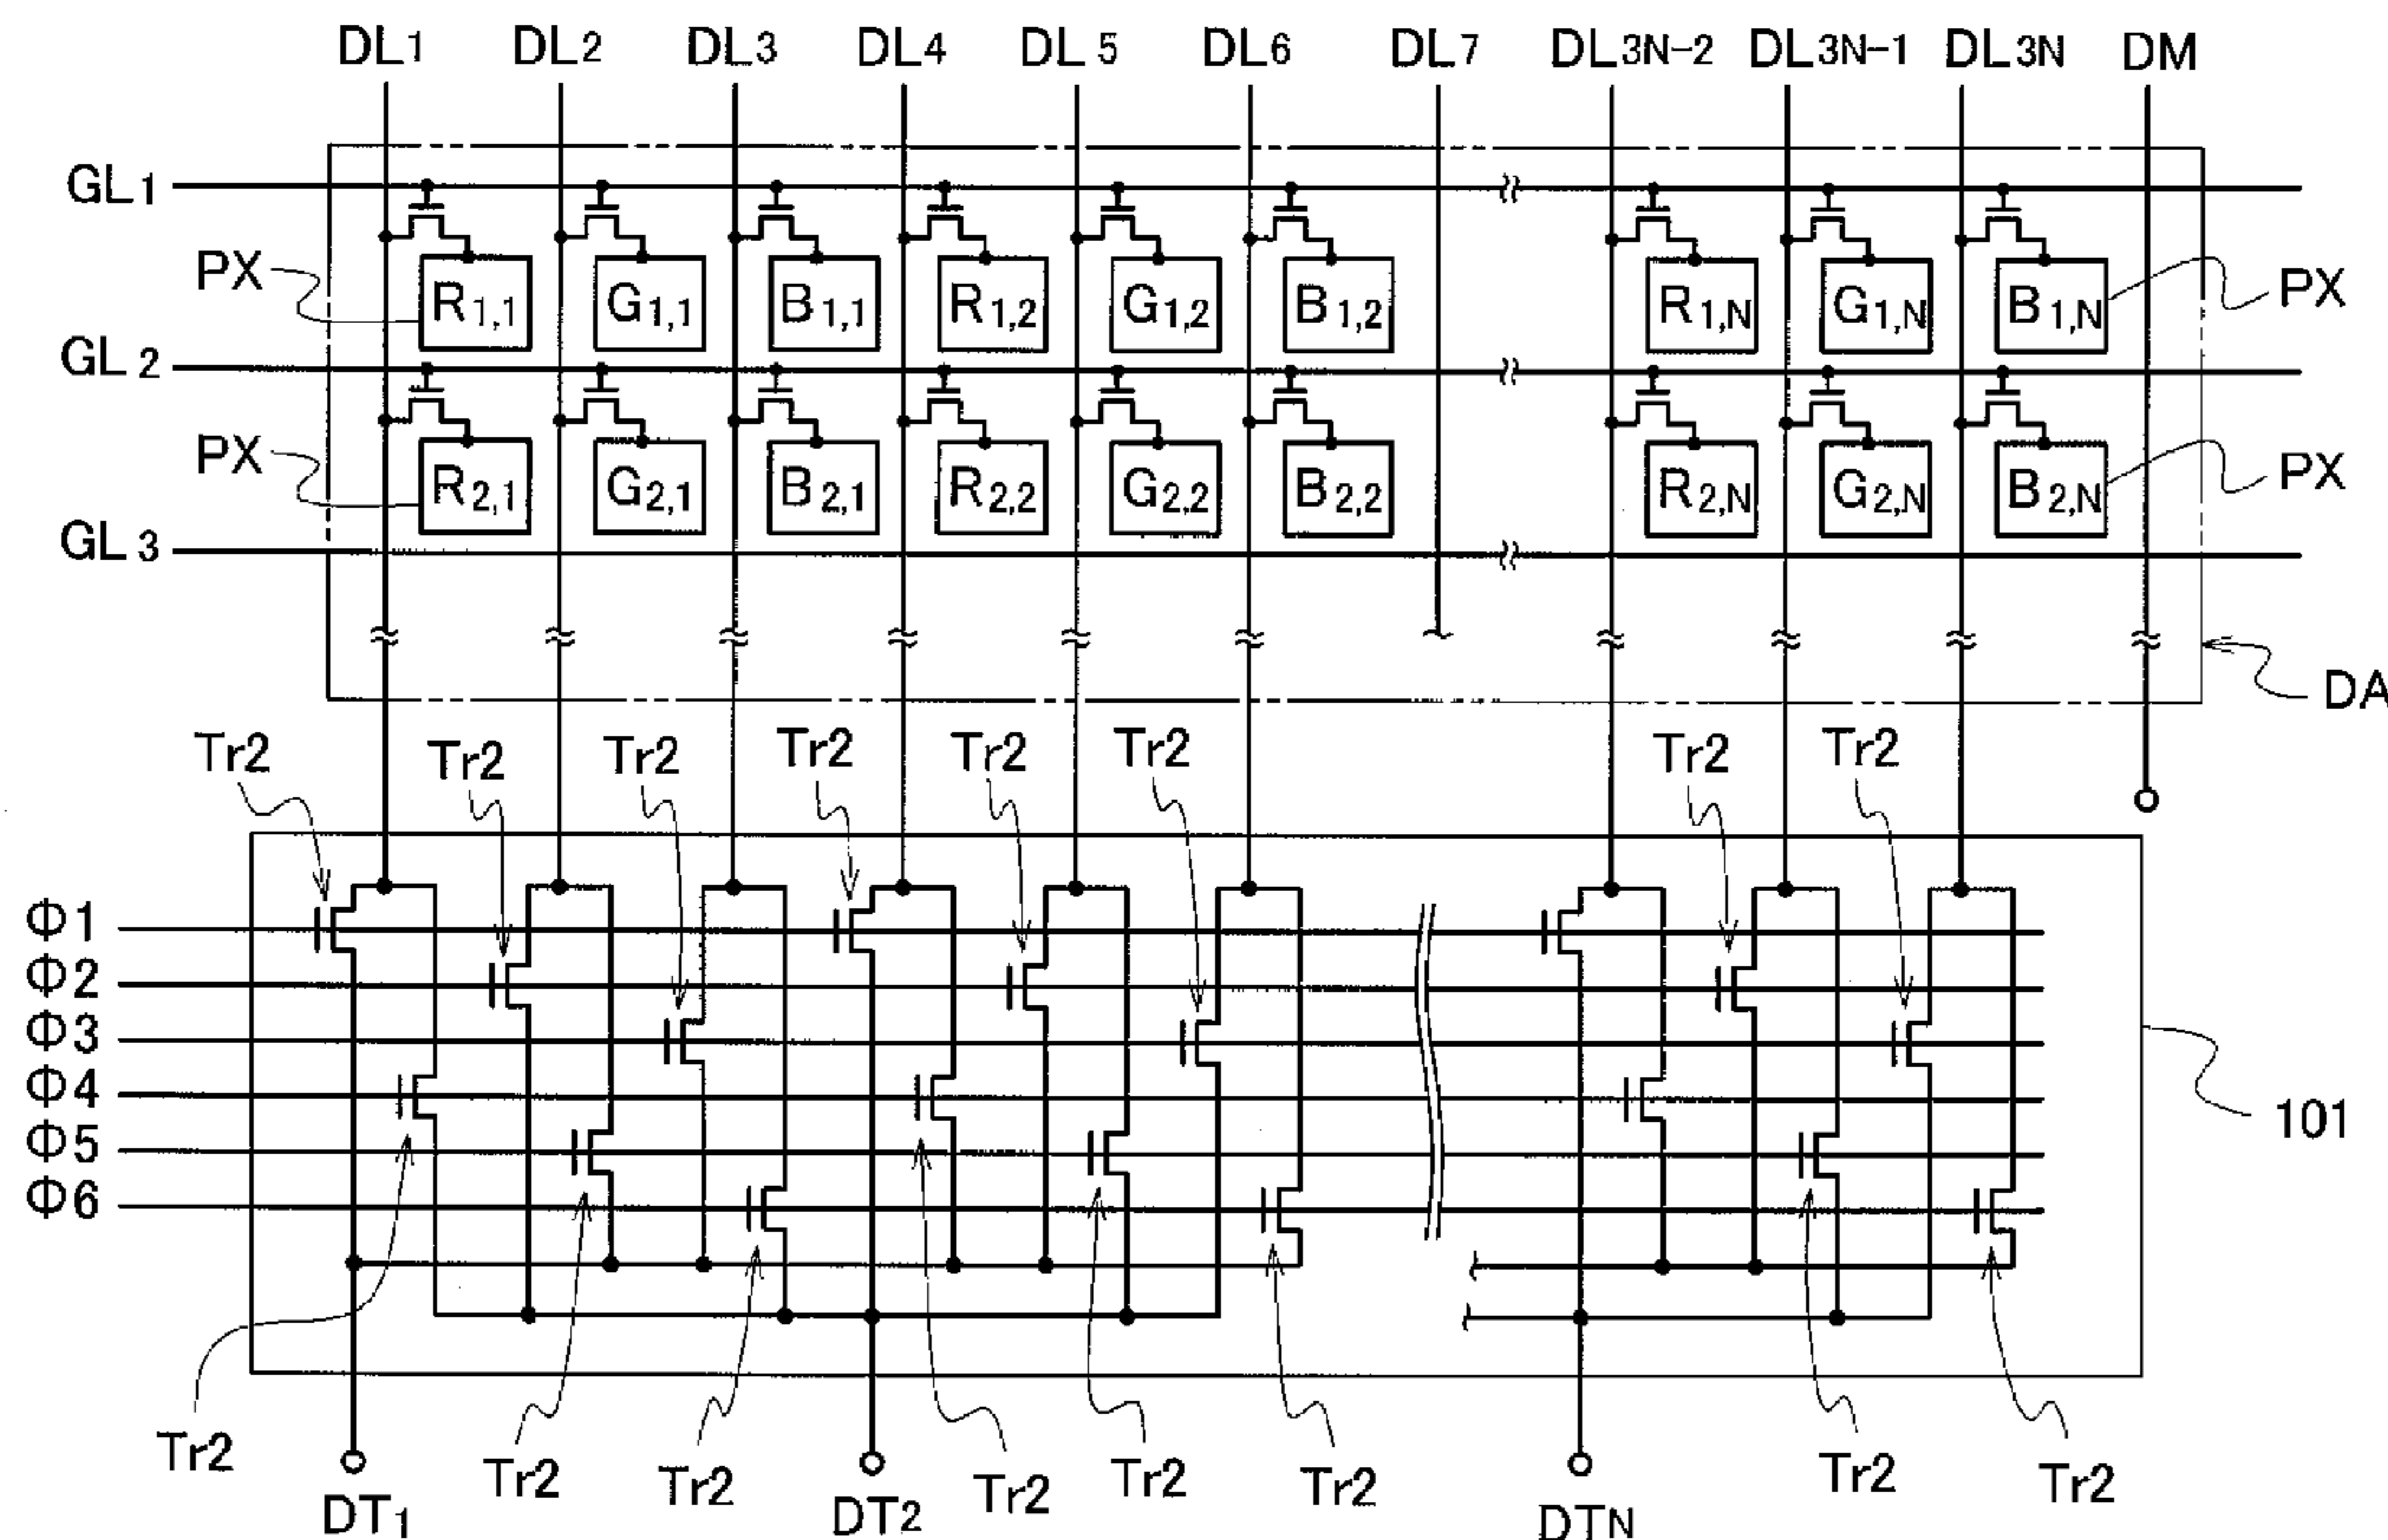 DL1 DL2 DL3 DL4 DL5 DL6 DL7 DL3N-2 DL3N-1 DL3N DM
GL1
PX R1,1 G1,1 B1,1 R1,2 G1,2 B1,2 R1,N G1,N B1,N PX
GL2
PX R2,1 G2,1 B2,1 R2,2 G2,2 B2,2 R2,N G2,N B2,N PX
GL3
DA
Tr2 Tr2 Tr2 Tr2 Tr2 Tr2 Tr2 Tr2
Φ1
Φ2
Φ3
Φ4
Φ5
Φ6
101
Tr2 Tr2 Tr2 Tr2 Tr2 Tr2 Tr2 Tr2
DT1 DT2 DTN